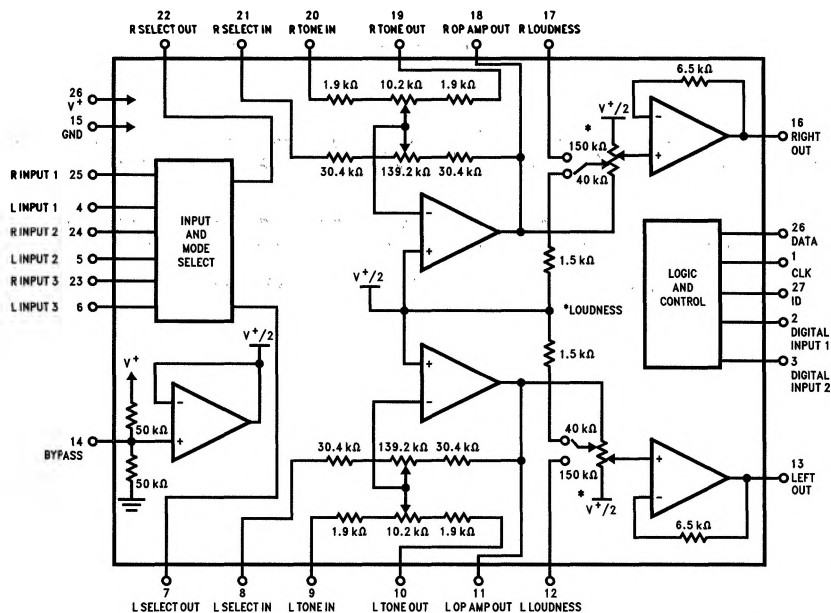 22
R SELECT OUT
21
R SELECT IN
20
R TONE IN
19
R TONE OUT
18
R OP AMP OUT
17
R LOUDNESS
1.9 kΩ
10.2 kΩ
1.9 kΩ
6.5 kΩ
26
V+
15
GND
V+/2
*
150 kΩ
40 kΩ
16
RIGHT
OUT
30.4 kΩ
139.2 kΩ
30.4 kΩ
R INPUT 1 25
L INPUT 1 4
R INPUT 2 24
L INPUT 2 5
R INPUT 3 23
L INPUT 3 6
INPUT
AND
MODE
SELECT
1.5 kΩ
V+/2
*LOUDNESS
1.5 kΩ
LOGIC
AND
CONTROL
26
DATA
1
CLK
27
ID
2
DIGITAL
INPUT 1
3
DIGITAL
INPUT 2
V+
V+/2
50 kΩ
14
BYPASS
50 kΩ
30.4 kΩ
139.2 kΩ
30.4 kΩ
40 kΩ
150 kΩ
*
V+/2
13
LEFT
OUT
1.9 kΩ
10.2 kΩ
1.9 kΩ
6.5 kΩ
7
L SELECT OUT
8
L SELECT IN
9
L TONE IN
10
L TONE OUT
11
L OP AMP OUT
12
L LOUDNESS